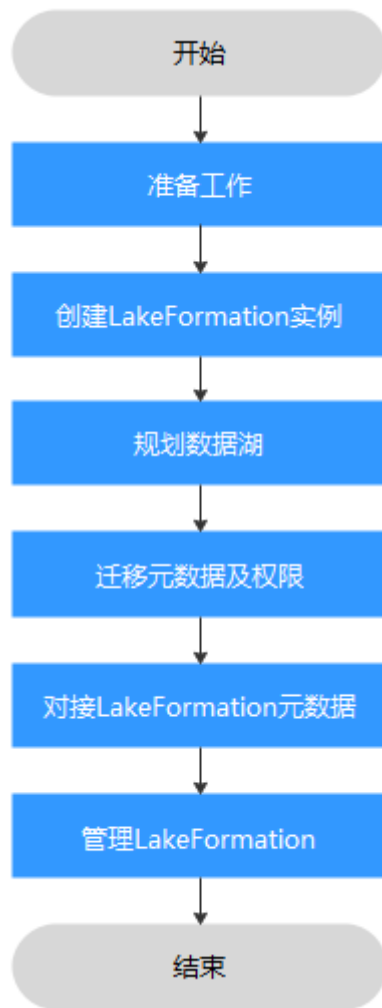 开始
准备工作
创建LakeFormation实例
规划数据湖
迁移元数据及权限
对接LakeFormation元数据
管理LakeFormation
结束